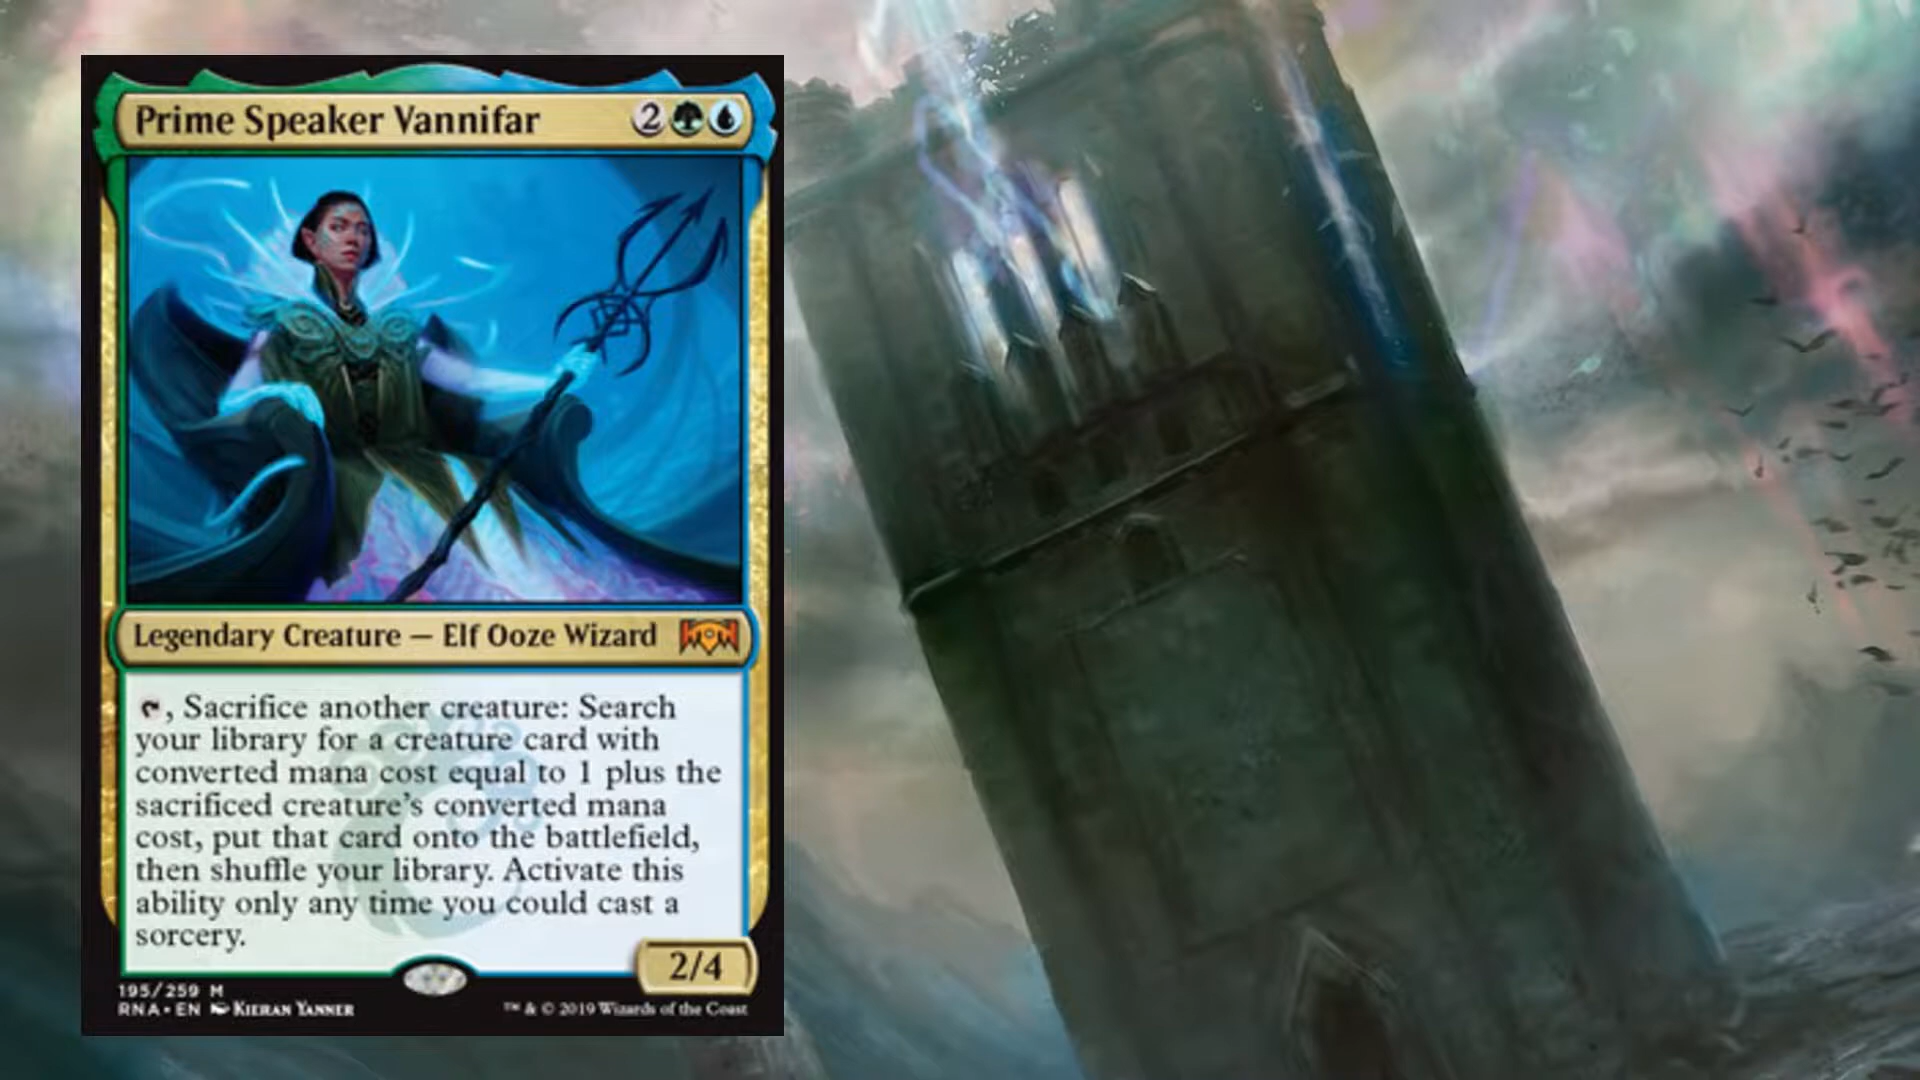 Prime Speaker Vannifar 2
Legendary Creature — Elf Ooze Wizard
, Sacrifice another creature: Search
your library for a creature card with
converted mana cost equal to 1 plus the
sacrificed creature's converted mana
cost, put that card onto the battlefield,
then shuffle your library. Activate this
ability only any time you could cast a
sorcery.
2/4
195/259 M
RNA • EN Kieran Yanner
™ & © 2019 Wizards of the Coast